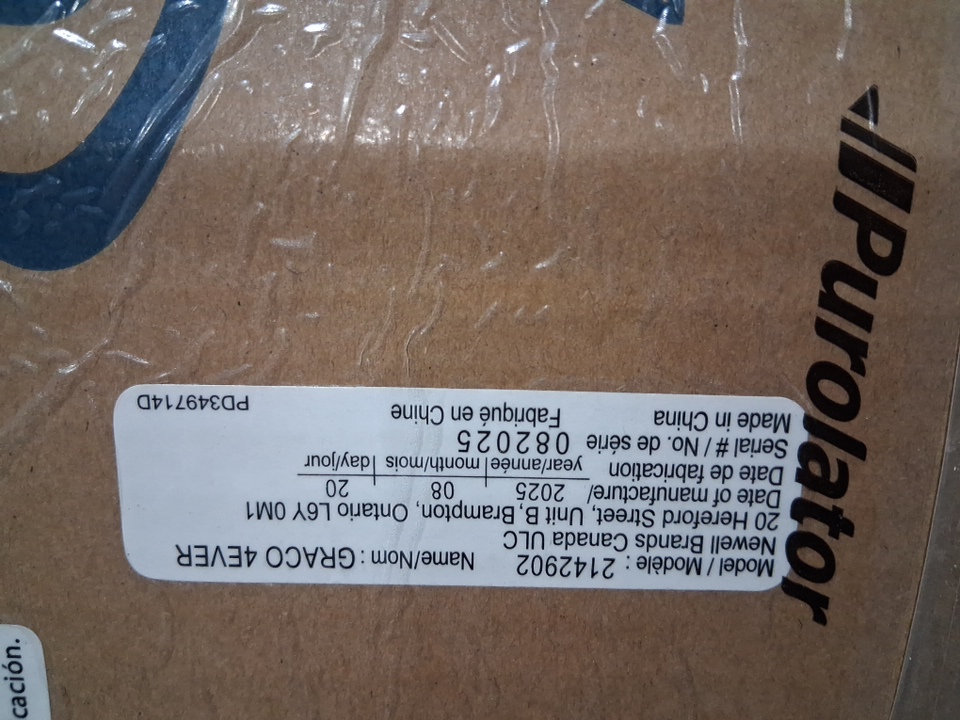 Model / Modèle : 2142902 Name/Nom : GRACO 4EVER
Newell Brands Canada ULC
20 Hereford Street, Unit B, Brampton, Ontario L6Y 0M1
Date of manufacture/ 2025 08 20
Date de fabrication year/année month/mois day/jour
Serial # / No. de série 082025
Made in China Fabriqué en Chine
PD349714D
Purolator
cación.